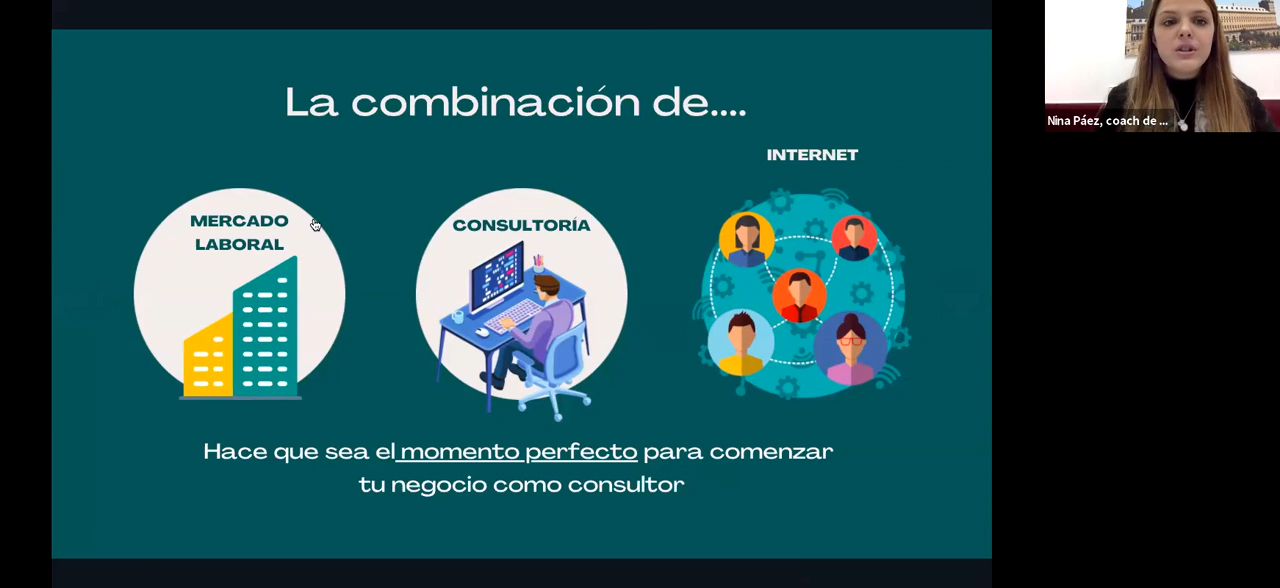 La combinación de....
INTERNET
MERCADO
LABORAL
CONSULTORÍA
Hace que sea el momento perfecto para comenzar
tu negocio como consultor
Nina Páez, coach de ...